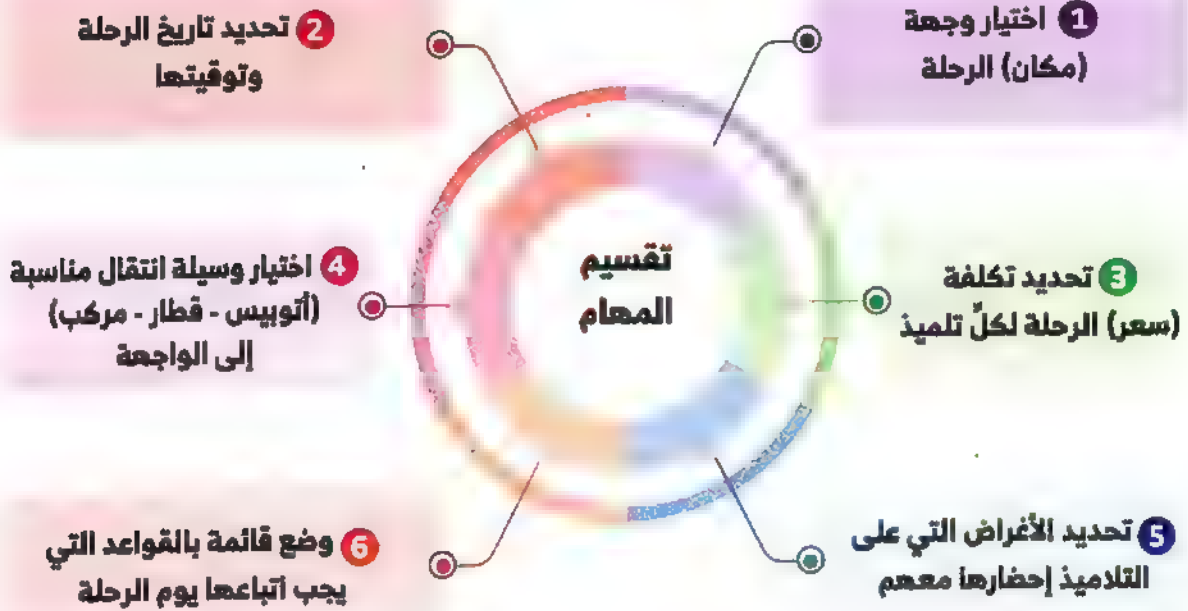 1 اختيار وجهة
(مكان) الرحلة
2 تحديد تاريخ الرحلة
وتوقيتها
تقسيم
المهام
3 تحديد تكلفة
(سعر) الرحلة لكلِّ تلميذ
4 اختيار وسيلة انتقال مناسبة
(أتوبيس - قطار - مركب)
إلى الواجهة
5 تحديد الأغراض التي على
التلاميذ إحضارها معهم
6 وضع قائمة بالقواعد التي
يجب أتباعها يوم الرحلة